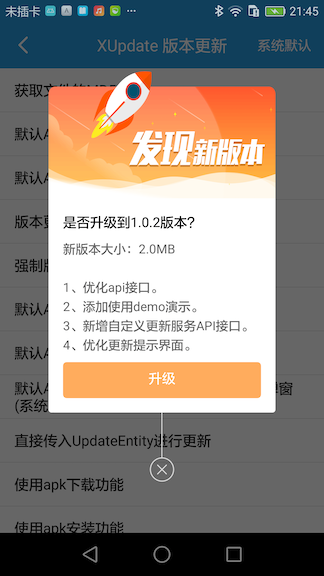 未插卡
21:45
XUpdate 版本更新
系统默认
获取文件的
默认
发现新版本
默认
是否升级到1.0.2版本?
版本更
新版本大小：2.0MB
强制版
1、优化api接口。
默认
2、添加使用demo演示。
3、新增自定义更新服务API接口。
默认
4、优化更新提示界面。
升级
默认
弹窗
(系统
直接传入UpdateEntity进行更新
使用apk下载功能
使用apk安装功能